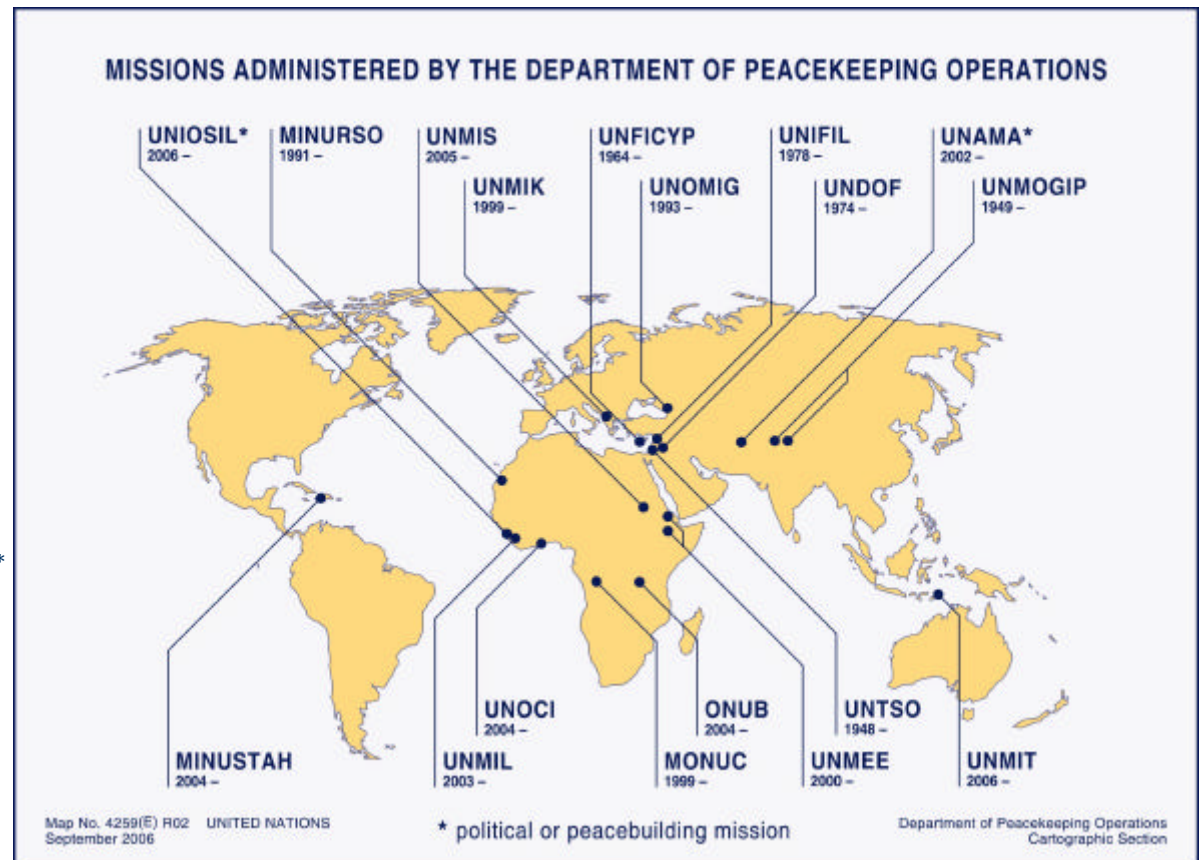 MISSIONS ADMINISTERED BY THE DEPARTMENT OF PEACEKEEPING OPERATIONS
UNIOSIL*
2006 –
MINURSO
1991 –
UNMIS
2005 –
UNFICYP
1964 –
UNIFIL
1978 –
UNAMA*
2002 –
UNMIK
1999 –
UNOMIG
1993 –
UNDOF
1974 –
UNMOGIP
1949 –
*
UNOCI
2004 –
ONUB
2004 –
UNTSO
1948 –
MINUSTAH
2004 –
UNMIL
2003 –
MONUC
1999 –
UNMEE
2000 –
UNMIT
2006 –
Map No. 4259(E) R02 UNITED NATIONS
September 2006
* political or peacebuilding mission
Department of Peacekeeping Operations
Cartographic Section